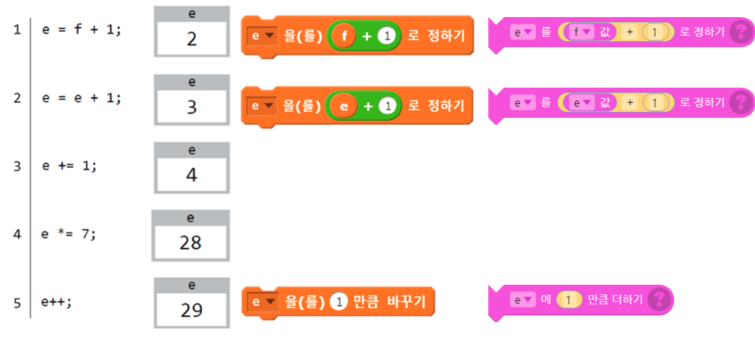 e
1 e = f + 1; 2 e 을(를) f + 1 로 정하기 e 를 f 값 + 1 로 정하기 ?
e
2 e = e + 1; 3 e 을(를) e + 1 로 정하기 e 를 e 값 + 1 로 정하기 ?
e
3 e += 1; 4
e
4 e *= 7; 28
e
5 e++; 29 e 을(를) 1 만큼 바꾸기 e 에 1 만큼 더하기 ?